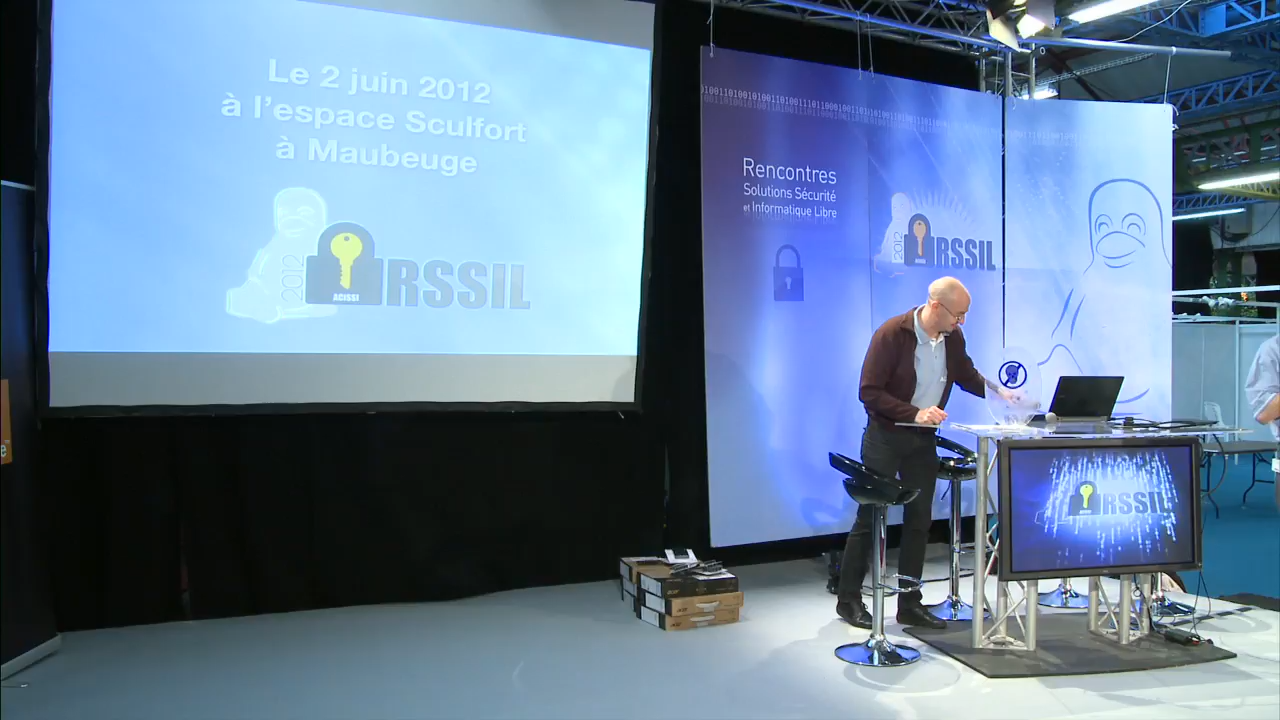 Le 2 juin 2012
à l'espace Sculfort
à Maubeuge
2012
ACISSI
RSSIL
Rencontres
Solutions Sécurité
et Informatique Libre
2012
RSSIL
RSSIL